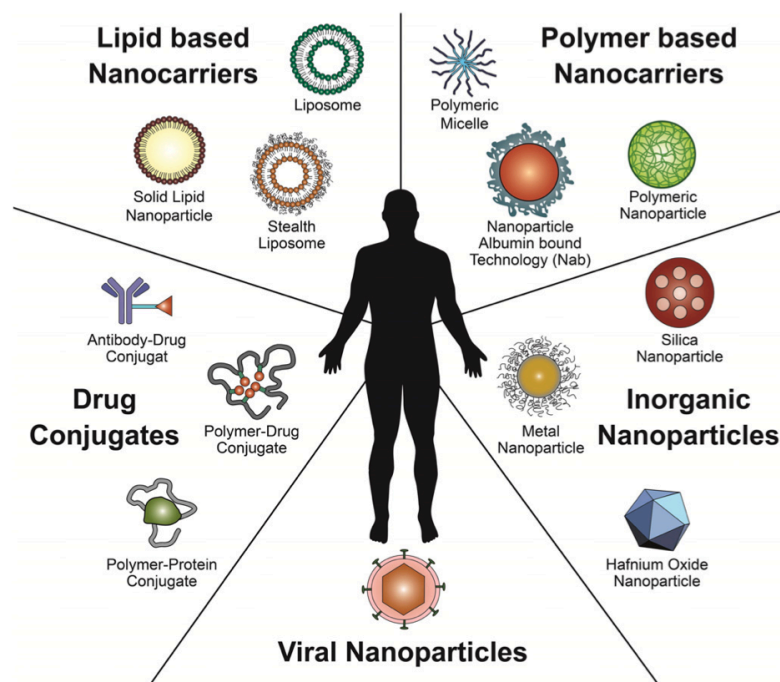 Lipid based
Nanocarriers
Liposome
Solid Lipid
Nanoparticle
Stealth
Liposome
Polymer based
Nanocarriers
Polymeric
Micelle
Nanoparticle
Albumin bound
Technology (Nab)
Polymeric
Nanoparticle
Antibody-Drug
Conjugat
Drug
Conjugates
Polymer-Drug
Conjugate
Polymer-Protein
Conjugate
Silica
Nanoparticle
Metal
Nanoparticle
Inorganic
Nanoparticles
Hafnium Oxide
Nanoparticle
Viral Nanoparticles